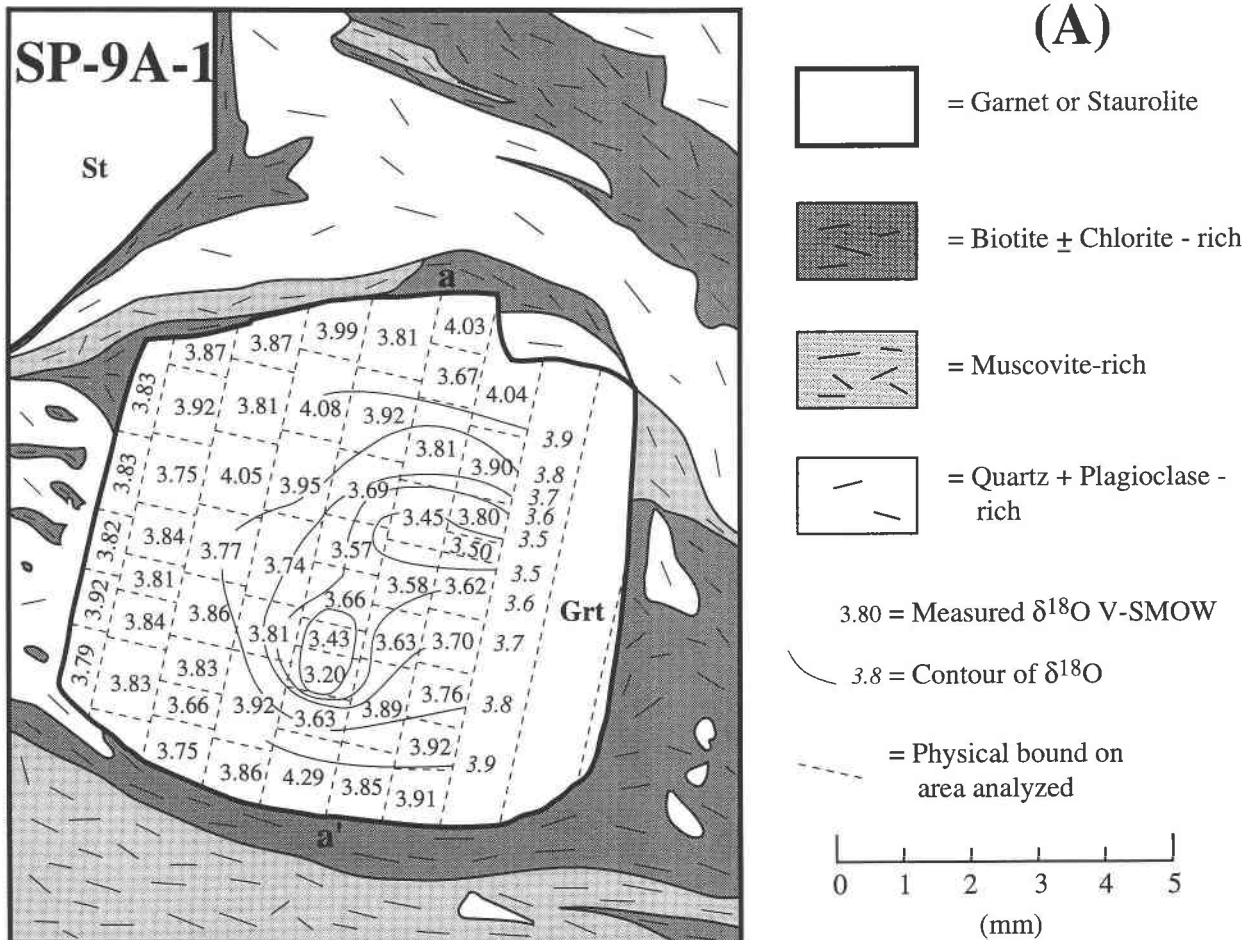 SP-9A-1
St
a
3.87 3.87 3.99 3.81 4.03
3.67
3.83 3.92 3.81 4.08 3.92 4.04
3.9
3.81
3.83 3.75 4.05 3.95 3.69 3.90 3.8
3.7
3.45 3.80 3.6
3.82 3.84 3.77 3.57 3.50 3.5
3.74
3.92 3.81 3.58 3.62 3.5
3.66 3.6
3.84 3.86 Grt
3.81 3.43 3.63 3.70 3.7
3.79 3.83 3.83 3.20
3.66 3.92 3.63 3.89 3.76 3.8
3.75 3.92 3.9
3.86 4.29 3.85 3.91
a'
(A)
= Garnet or Staurolite
= Biotite ± Chlorite - rich
= Muscovite-rich
= Quartz + Plagioclase -
rich
3.80 = Measured δ¹⁸O V-SMOW
3.8 = Contour of δ¹⁸O
= Physical bound on
area analyzed
0 1 2 3 4 5
(mm)